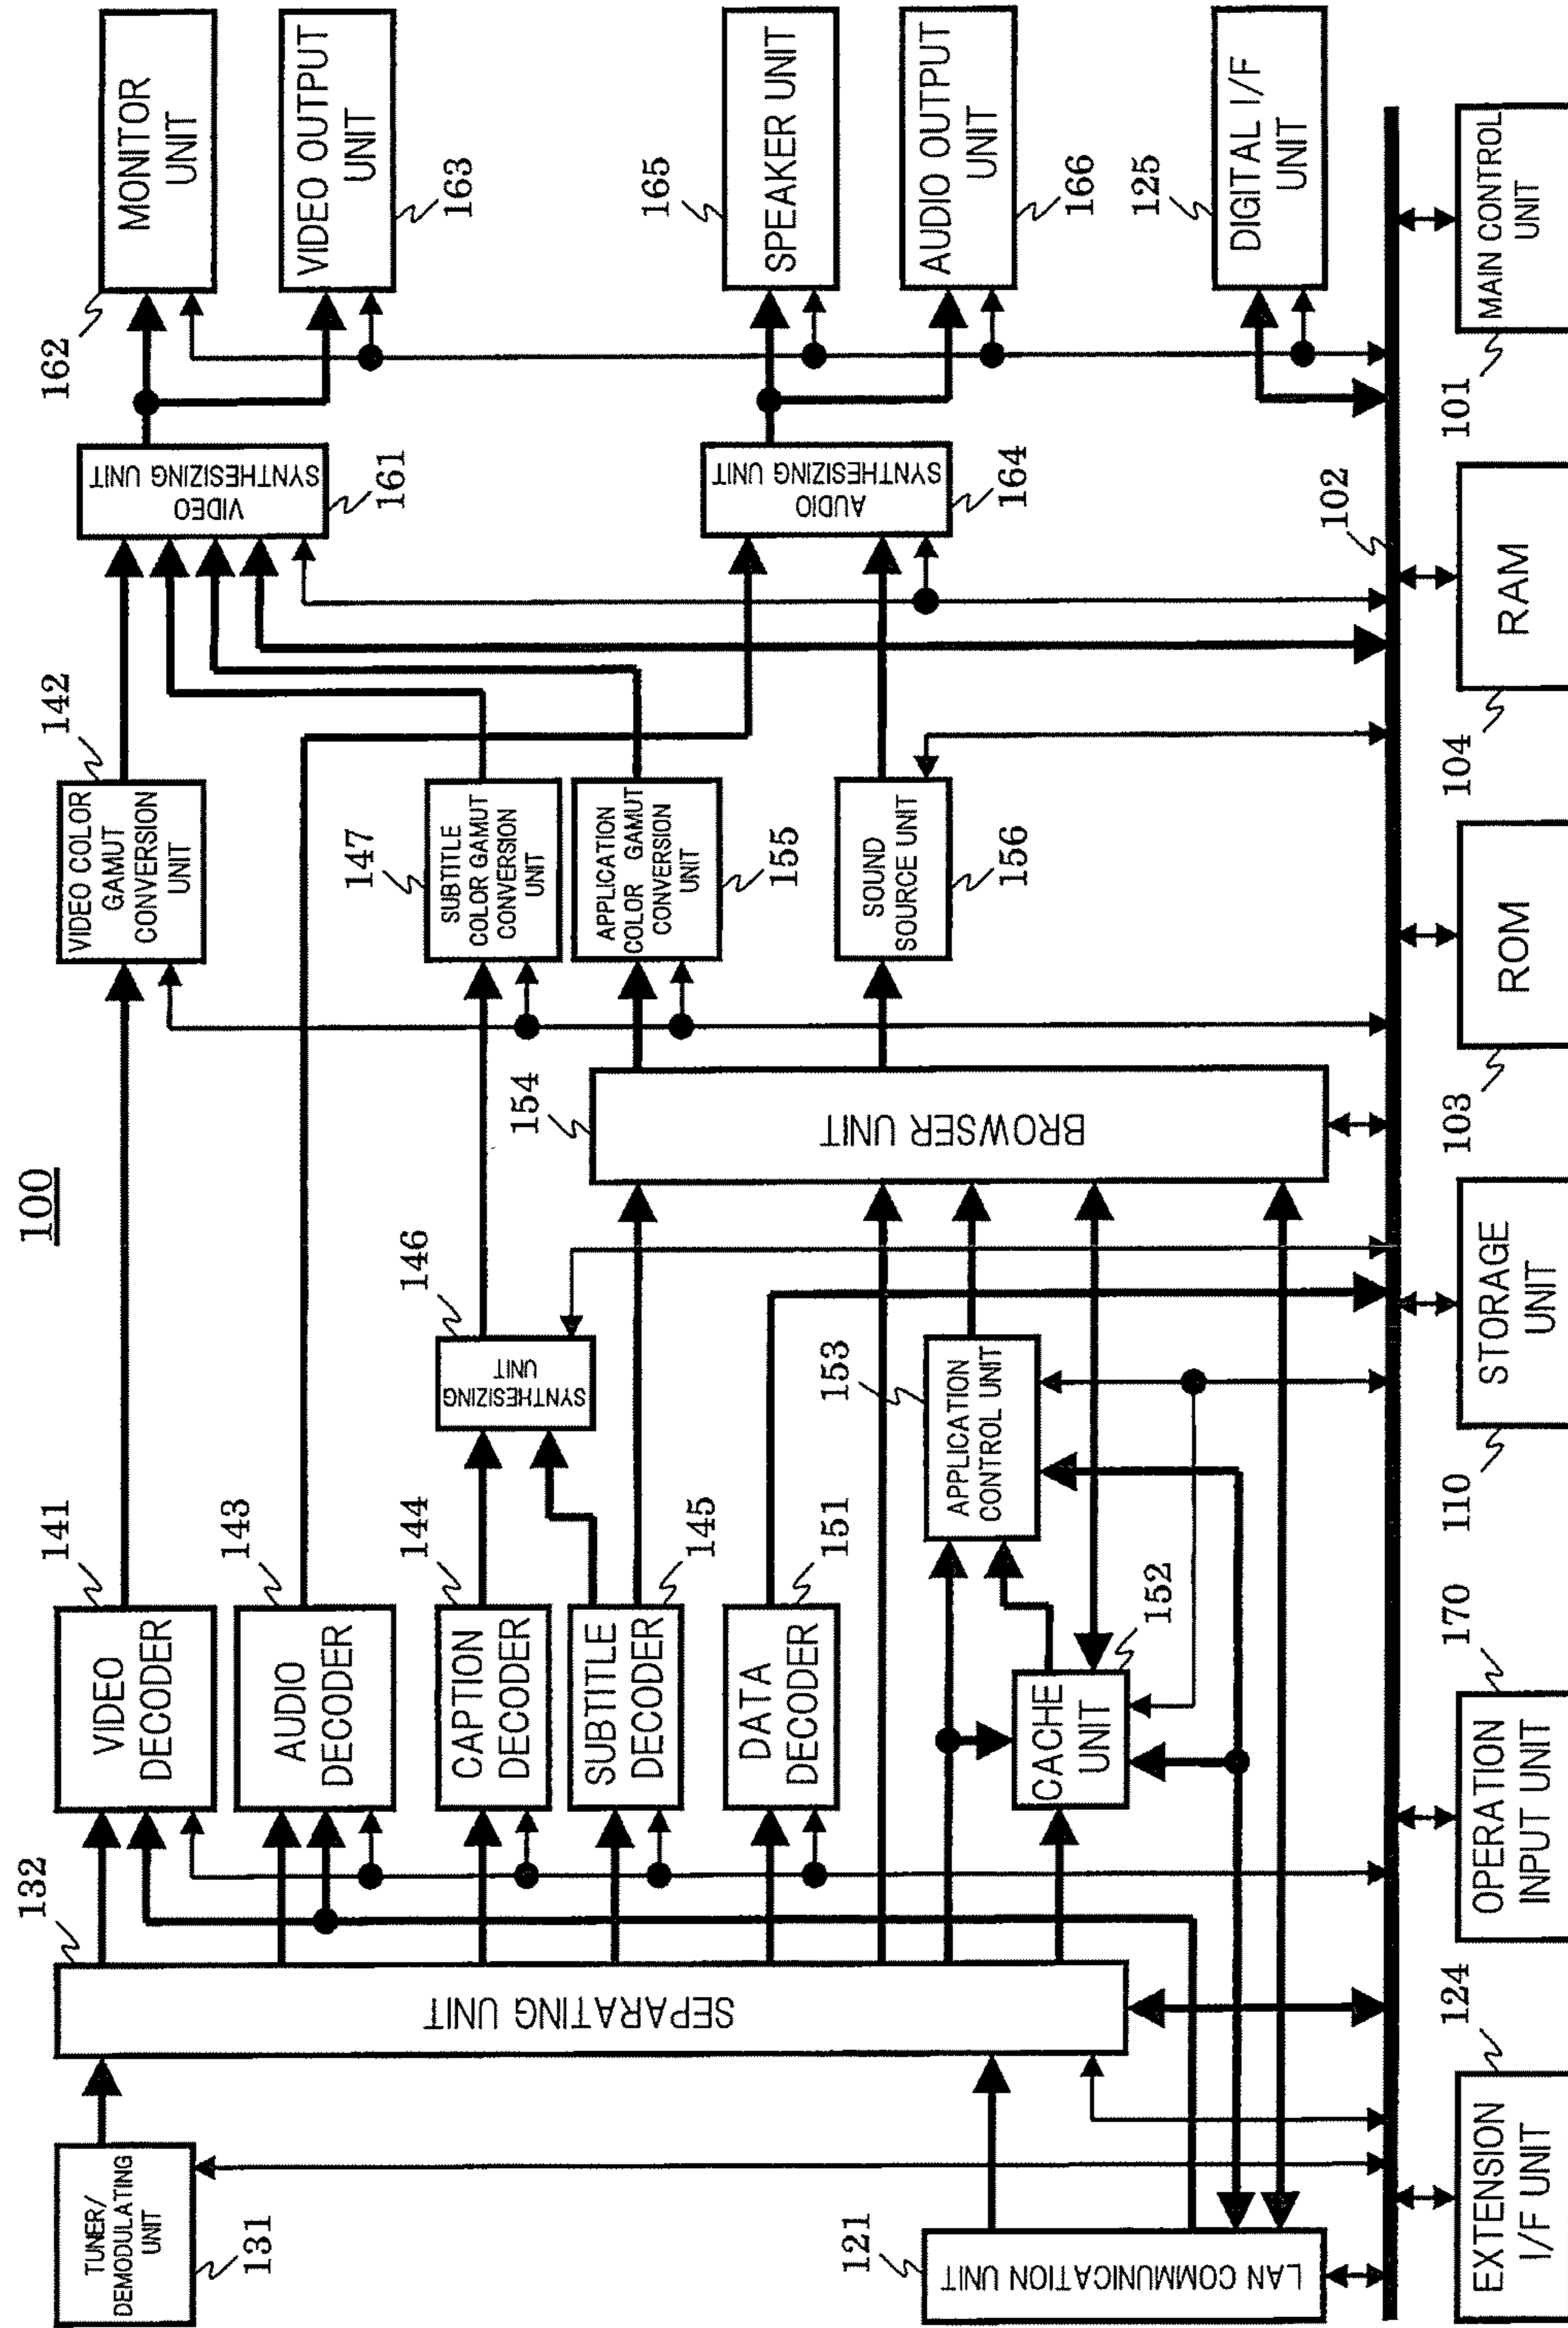 100
TUNER/
DEMODULATING
UNIT
131
LAN COMMUNICATION UNIT
121
SEPARATING UNIT
132
VIDEO
DECODER
141
AUDIO
DECODER
143
CAPTION
DECODER
144
SUBTITLE
DECODER
145
DATA
DECODER
151
CACHE
UNIT
152
APPLICATION
CONTROL UNIT
153
SYNTHESIZING
UNIT
146
BROWSER UNIT
154
VIDEO COLOR
GAMUT
CONVERSION
UNIT
142
SUBTITLE
COLOR GAMUT
CONVERSION
UNIT
147
APPLICATION
COLOR GAMUT
CONVERSION
UNIT
155
SOUND
SOURCE UNIT
156
VIDEO
SYNTHESIZING UNIT
161
AUDIO
SYNTHESIZING UNIT
164
MONITOR
UNIT
162
VIDEO OUTPUT
UNIT
163
SPEAKER UNIT
165
AUDIO OUTPUT
UNIT
166
DIGITAL I/F
UNIT
125
102
EXTENSION
I/F UNIT
124
OPERATION
INPUT UNIT
170
STORAGE
UNIT
110
ROM
103
RAM
104
MAIN CONTROL
UNIT
101